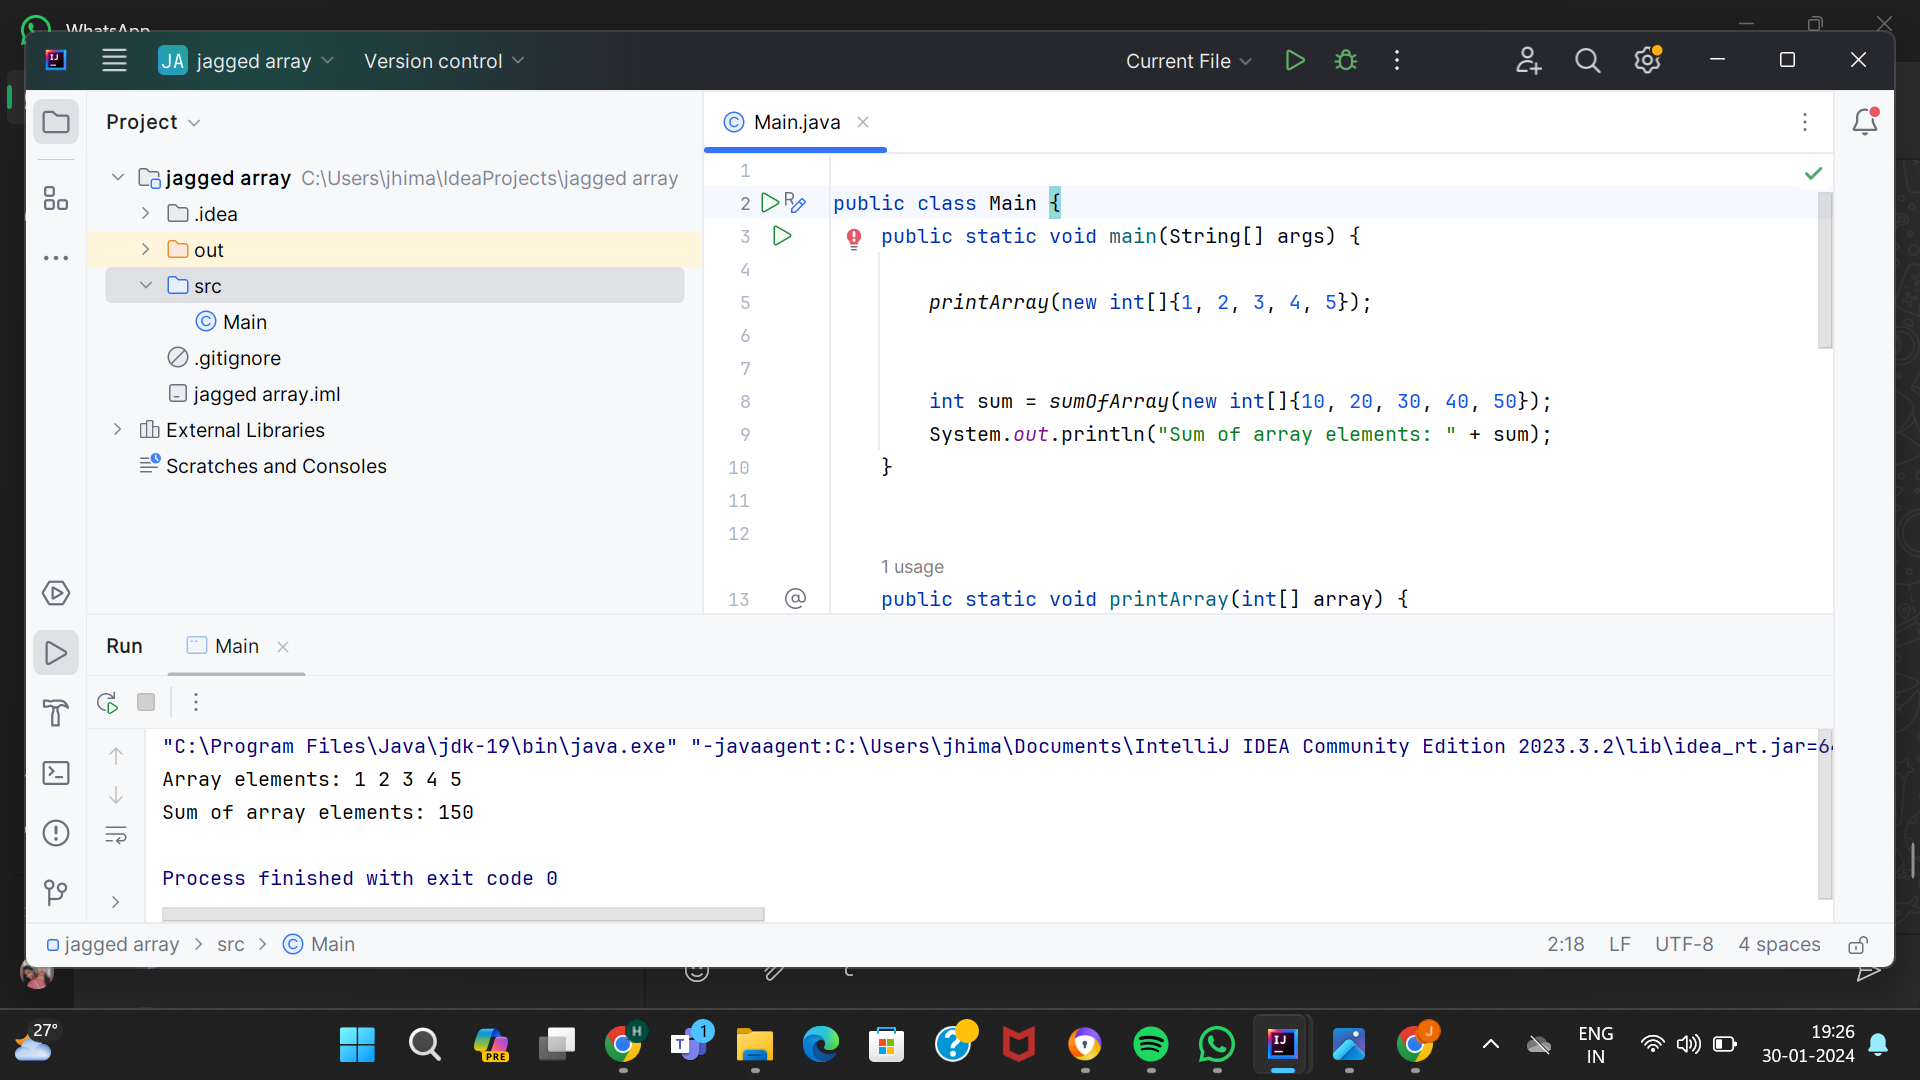 WhatsApp
JA jagged array Version control Current File
Project
jagged array C:\Users\jhima\IdeaProjects\jagged array
.idea
out
src
Main
.gitignore
jagged array.iml
External Libraries
Scratches and Consoles
Main.java
1
2 public class Main {
3 public static void main(String[] args) {
4
5 printArray(new int[]{1, 2, 3, 4, 5});
6
7
8 int sum = sumOfArray(new int[]{10, 20, 30, 40, 50});
9 System.out.println("Sum of array elements: " + sum);
10 }
11
12
1 usage
13 @ public static void printArray(int[] array) {
Run Main
"C:\Program Files\Java\jdk-19\bin\java.exe" "-javaagent:C:\Users\jhima\Documents\IntelliJ IDEA Community Edition 2023.3.2\lib\idea_rt.jar=6
Array elements: 1 2 3 4 5
Sum of array elements: 150
Process finished with exit code 0
jagged array > src > Main 2:18 LF UTF-8 4 spaces
27°
PRE
H
T 1
IJ
J
ENG
IN
19:26
30-01-2024